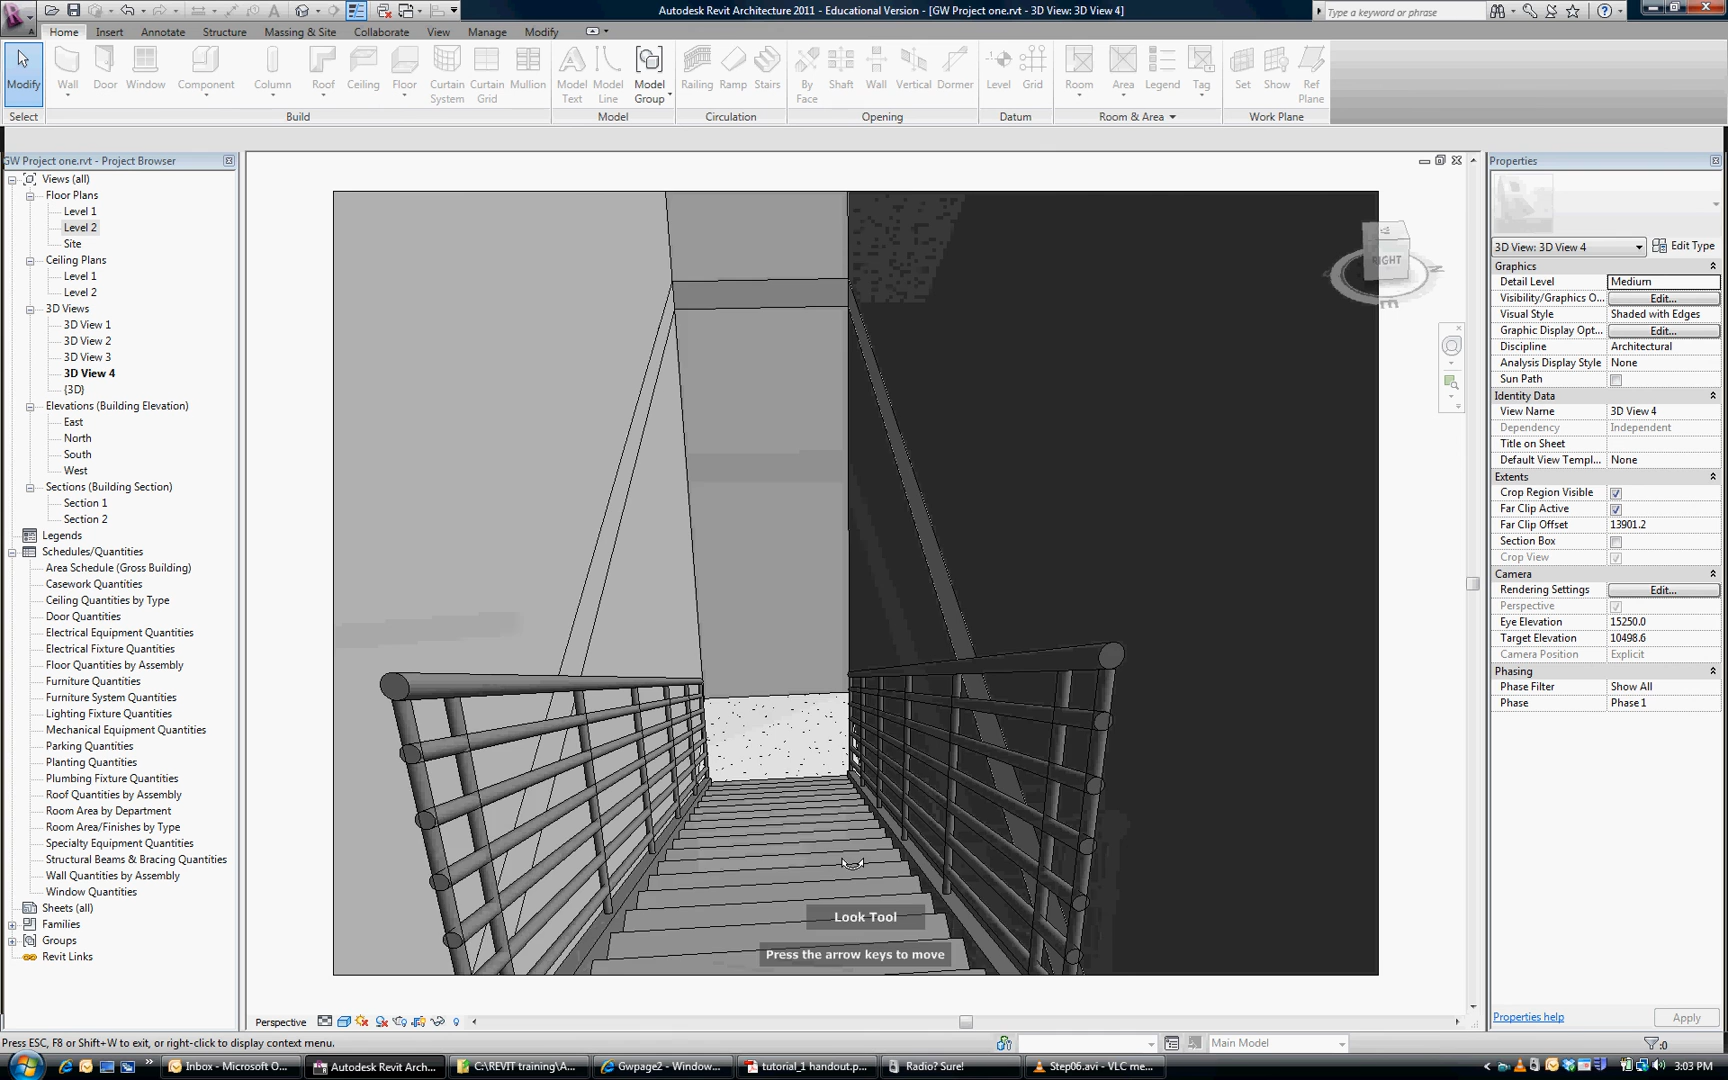 Autodesk Revit Architecture 2011 - Educational Version - [GW Project one.rvt - 3D View: 3D View 4]
Type a keyword or phrase
Home Insert Annotate Structure Massing & Site Collaborate View Manage Modify
Modify Wall Door Window Component Column Roof Ceiling Floor Curtain System Curtain Grid Mullion Model Text Model Line Model Group Railing Ramp Stairs By Face Shaft Wall Vertical Dormer Level Grid Room Area Legend Tag Set Show Ref Plane
Select Build Model Circulation Opening Datum Room & Area Work Plane
GW Project one.rvt - Project Browser
Views (all)
Floor Plans
Level 1
Level 2
Site
Ceiling Plans
Level 1
Level 2
3D Views
3D View 1
3D View 2
3D View 3
3D View 4
{3D}
Elevations (Building Elevation)
East
North
South
West
Sections (Building Section)
Section 1
Section 2
Legends
Schedules/Quantities
Area Schedule (Gross Building)
Casework Quantities
Ceiling Quantities by Type
Door Quantities
Electrical Equipment Quantities
Electrical Fixture Quantities
Floor Quantities by Assembly
Furniture Quantities
Furniture System Quantities
Lighting Fixture Quantities
Mechanical Equipment Quantities
Parking Quantities
Planting Quantities
Plumbing Fixture Quantities
Roof Quantities by Assembly
Room Area by Department
Room Area/Finishes by Type
Specialty Equipment Quantities
Structural Beams & Bracing Quantities
Wall Quantities by Assembly
Window Quantities
Sheets (all)
Families
Groups
Revit Links
RIGHT
N
E
Look Tool
Press the arrow keys to move
Properties
3D View: 3D View 4 Edit Type
Graphics
Detail Level Medium
Visibility/Graphics O... Edit...
Visual Style Shaded with Edges
Graphic Display Opt... Edit...
Discipline Architectural
Analysis Display Style None
Sun Path
Identity Data
View Name 3D View 4
Dependency Independent
Title on Sheet
Default View Templ... None
Extents
Crop Region Visible
Far Clip Active
Far Clip Offset 13901.2
Section Box
Crop View
Camera
Rendering Settings Edit...
Perspective
Eye Elevation 15250.0
Target Elevation 10498.6
Camera Position Explicit
Phasing
Phase Filter Show All
Phase Phase 1
Properties help Apply
Perspective
Press ESC, F8 or Shift+W to exit, or right-click to display context menu.
Main Model
:0
Inbox - Microsoft O... Autodesk Revit Arch... C:\REVIT training\A... Gwpage2 - Window... tutorial_1 handout.p... Radio? Sure! Step06.avi - VLC me... 3:03 PM